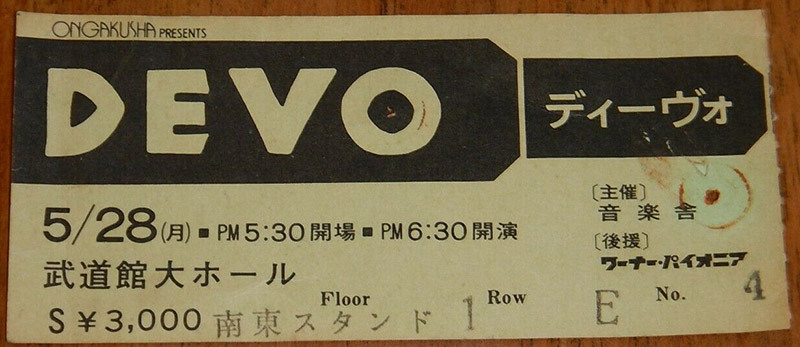 ONGAKUSHA PRESENTS
DEVO
ディーヴォ
5/28(月)■PM5:30開場■PM6:30開演
武道館大ホール
〔主催〕
音楽舎
〔後援〕
ワーナー・パイオニア
Floor Row No.
S ¥3,000 南東スタンド 1 E 4